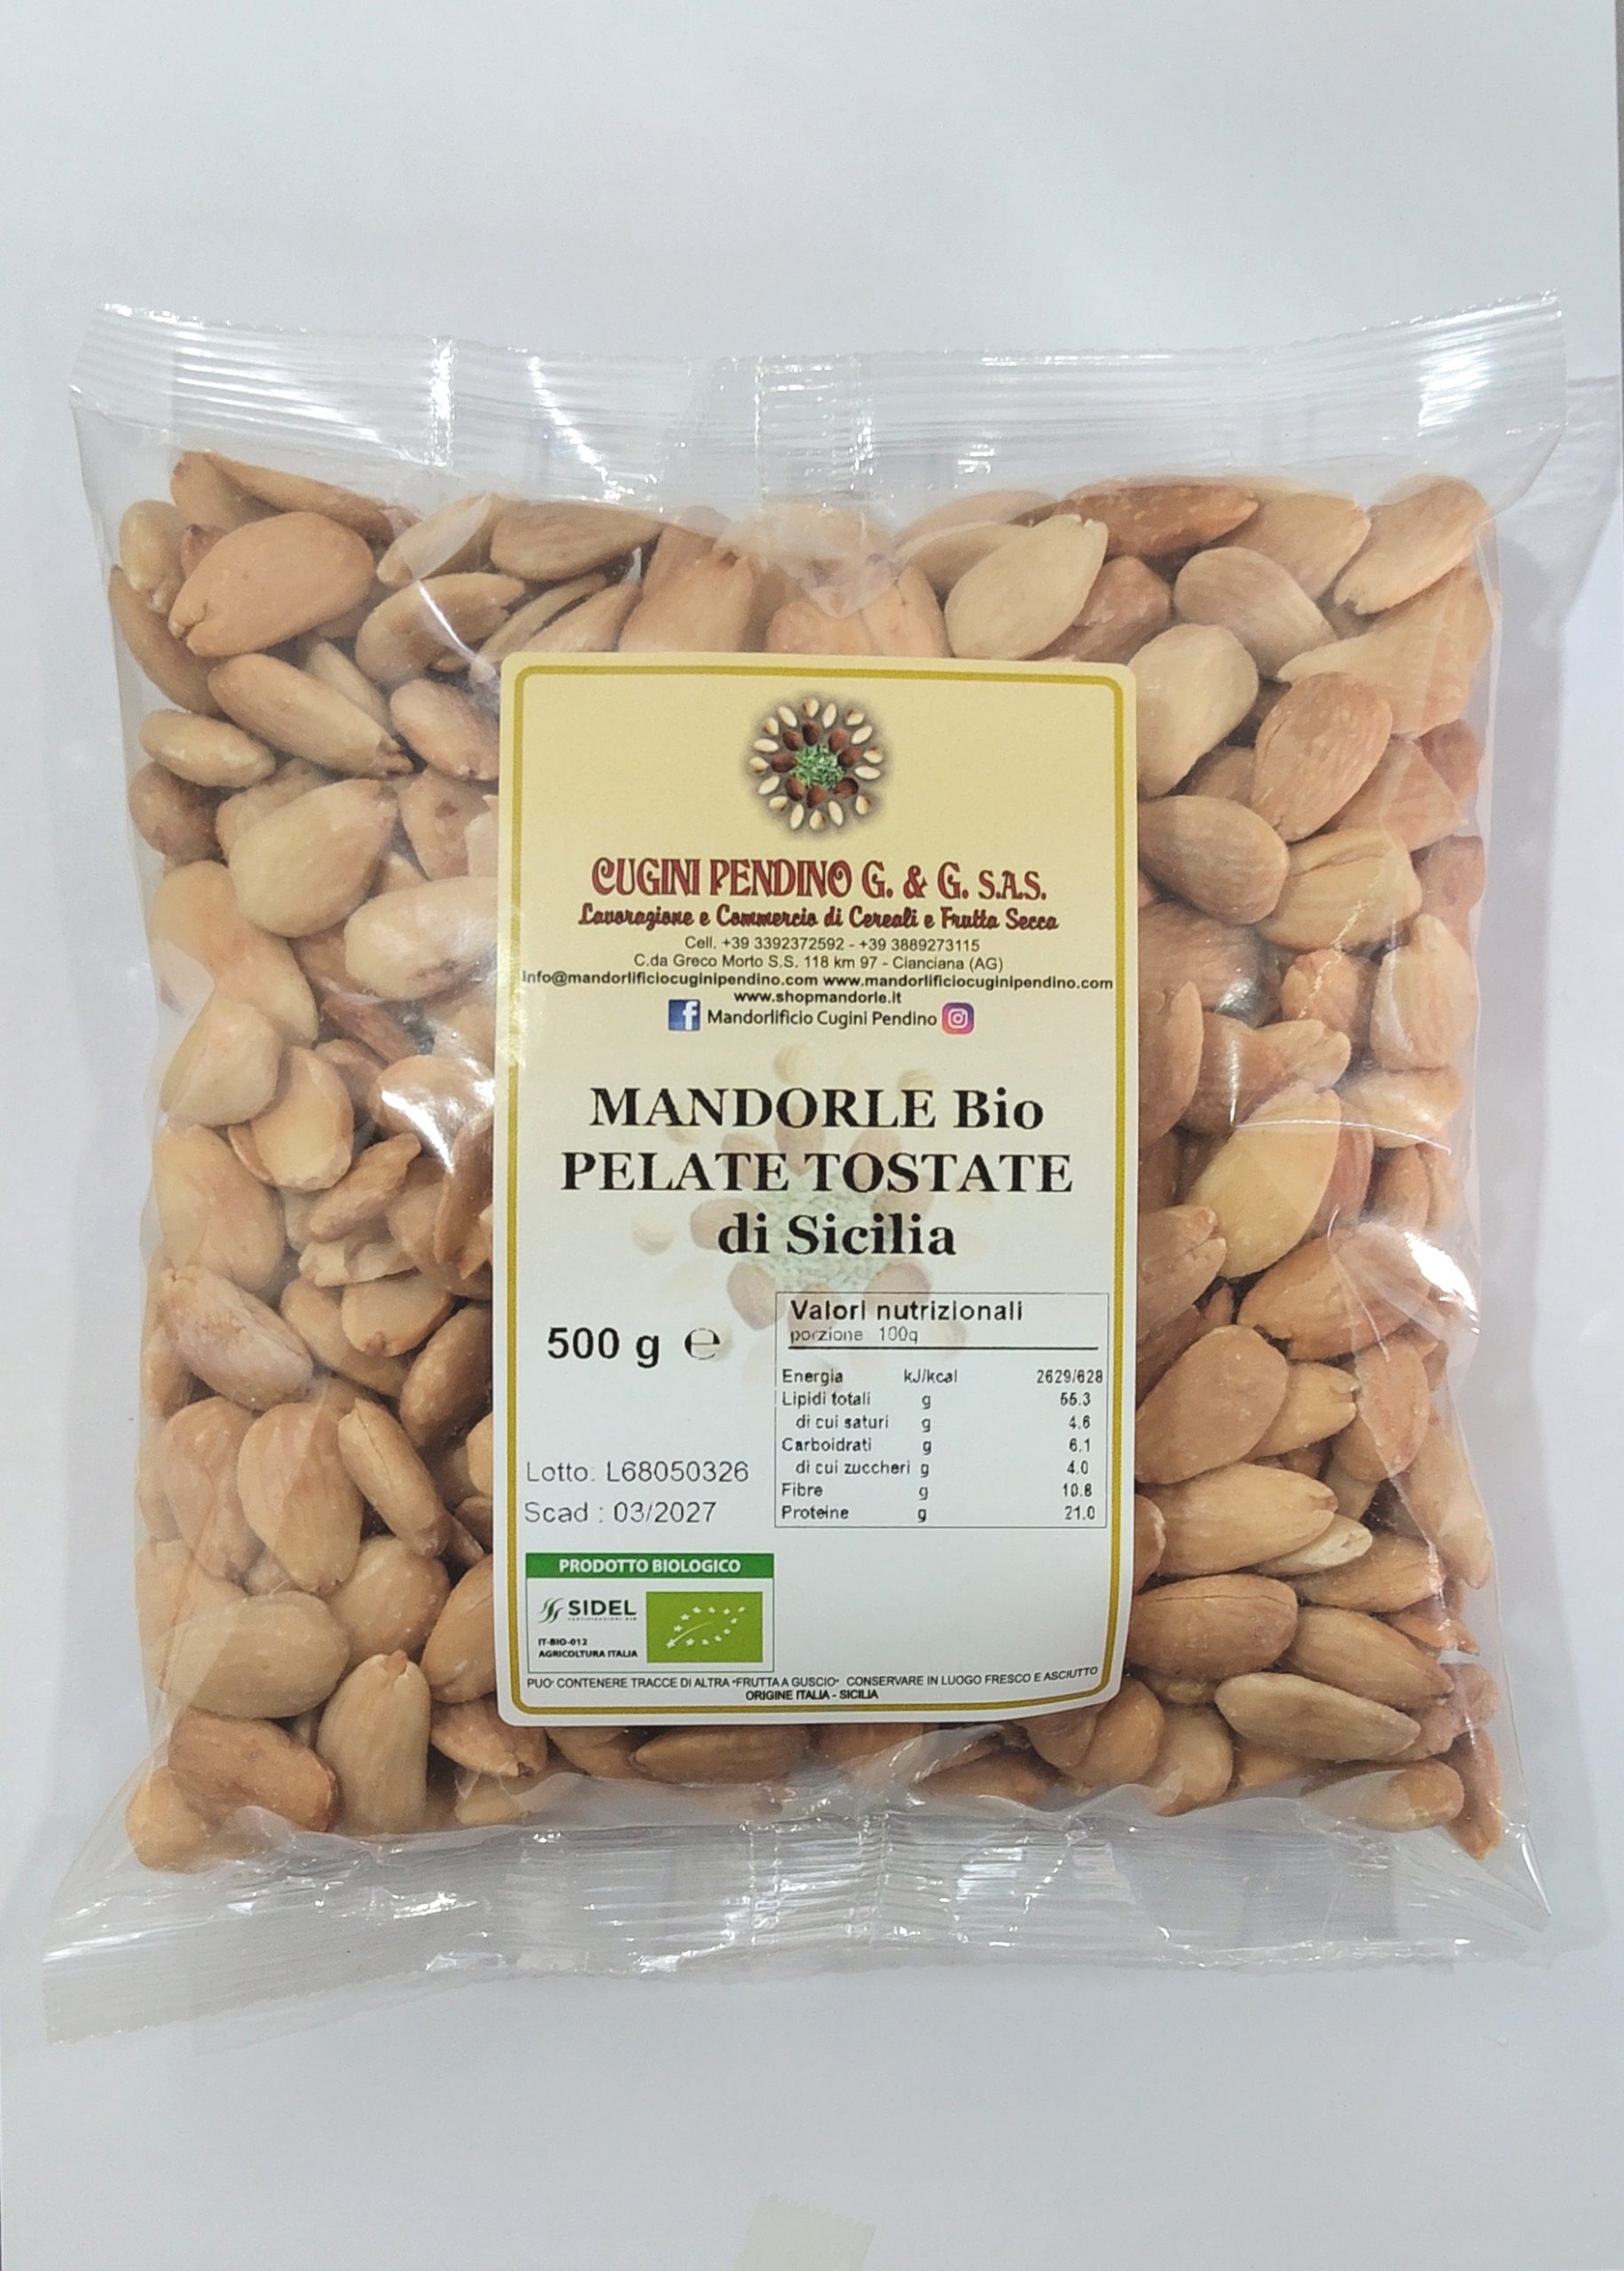 CUGINI PENDINO G. & G. S.A.S.
Lavorazione e Commercio di Cereali e Frutta Secca
Cell. +39 3392372592 - +39 3889273115
C.da Greco Morto S.S. 118 km 97 - Cianciana (AG)
Info@mandorlificiocuginipendino.com www.mandorlificiocuginipendino.com
www.shopmandorle.it
f Mandorlificio Cugini Pendino
MANDORLE Bio
PELATE TOSTATE
di Sicilia
500 g ℮
Valori nutrizionali
porzione 100g
Energia kJ/kcal 2629/628
Lipidi totali g
di cui saturi g 4.6
Carboidrati g 6.1
di cui zuccheri g 4.0
Fibre g 10.8
Proteine g 21.0
Lotto: L68050326
Scad : 03/2027
PRODOTTO BIOLOGICO
SIDEL
IT-BIO-012
AGRICOLTURA ITALIA
PUO' CONTENERE TRACCE DI ALTRA "FRUTTA A GUSCIO" CONSERVARE IN LUOGO FRESCO E ASCIUTTO
ORIGINE ITALIA - SICILIA